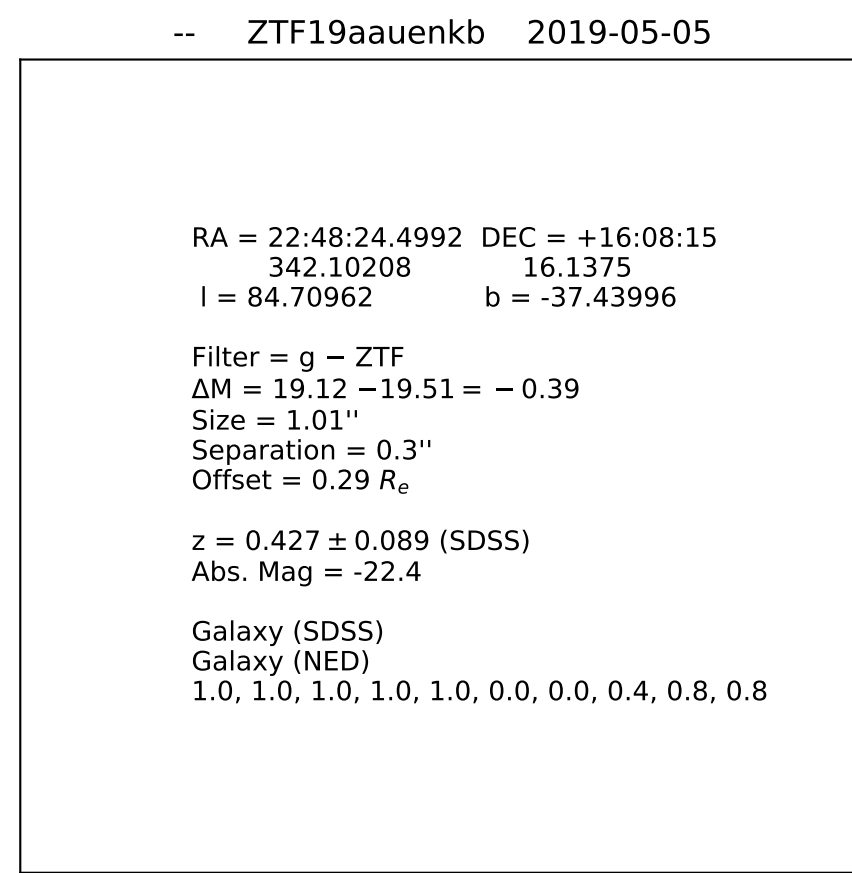 -- ZTF19aauenkb 2019-05-05
RA = 22:48:24.4992 DEC = +16:08:15
342.10208 16.1375
l = 84.70962 b = -37.43996
Filter = g − ZTF
ΔM = 19.12 −19.51 = − 0.39
Size = 1.01''
Separation = 0.3''
Offset = 0.29 Re
z = 0.427 ± 0.089 (SDSS)
Abs. Mag = -22.4
Galaxy (SDSS)
Galaxy (NED)
1.0, 1.0, 1.0, 1.0, 1.0, 0.0, 0.0, 0.4, 0.8, 0.8